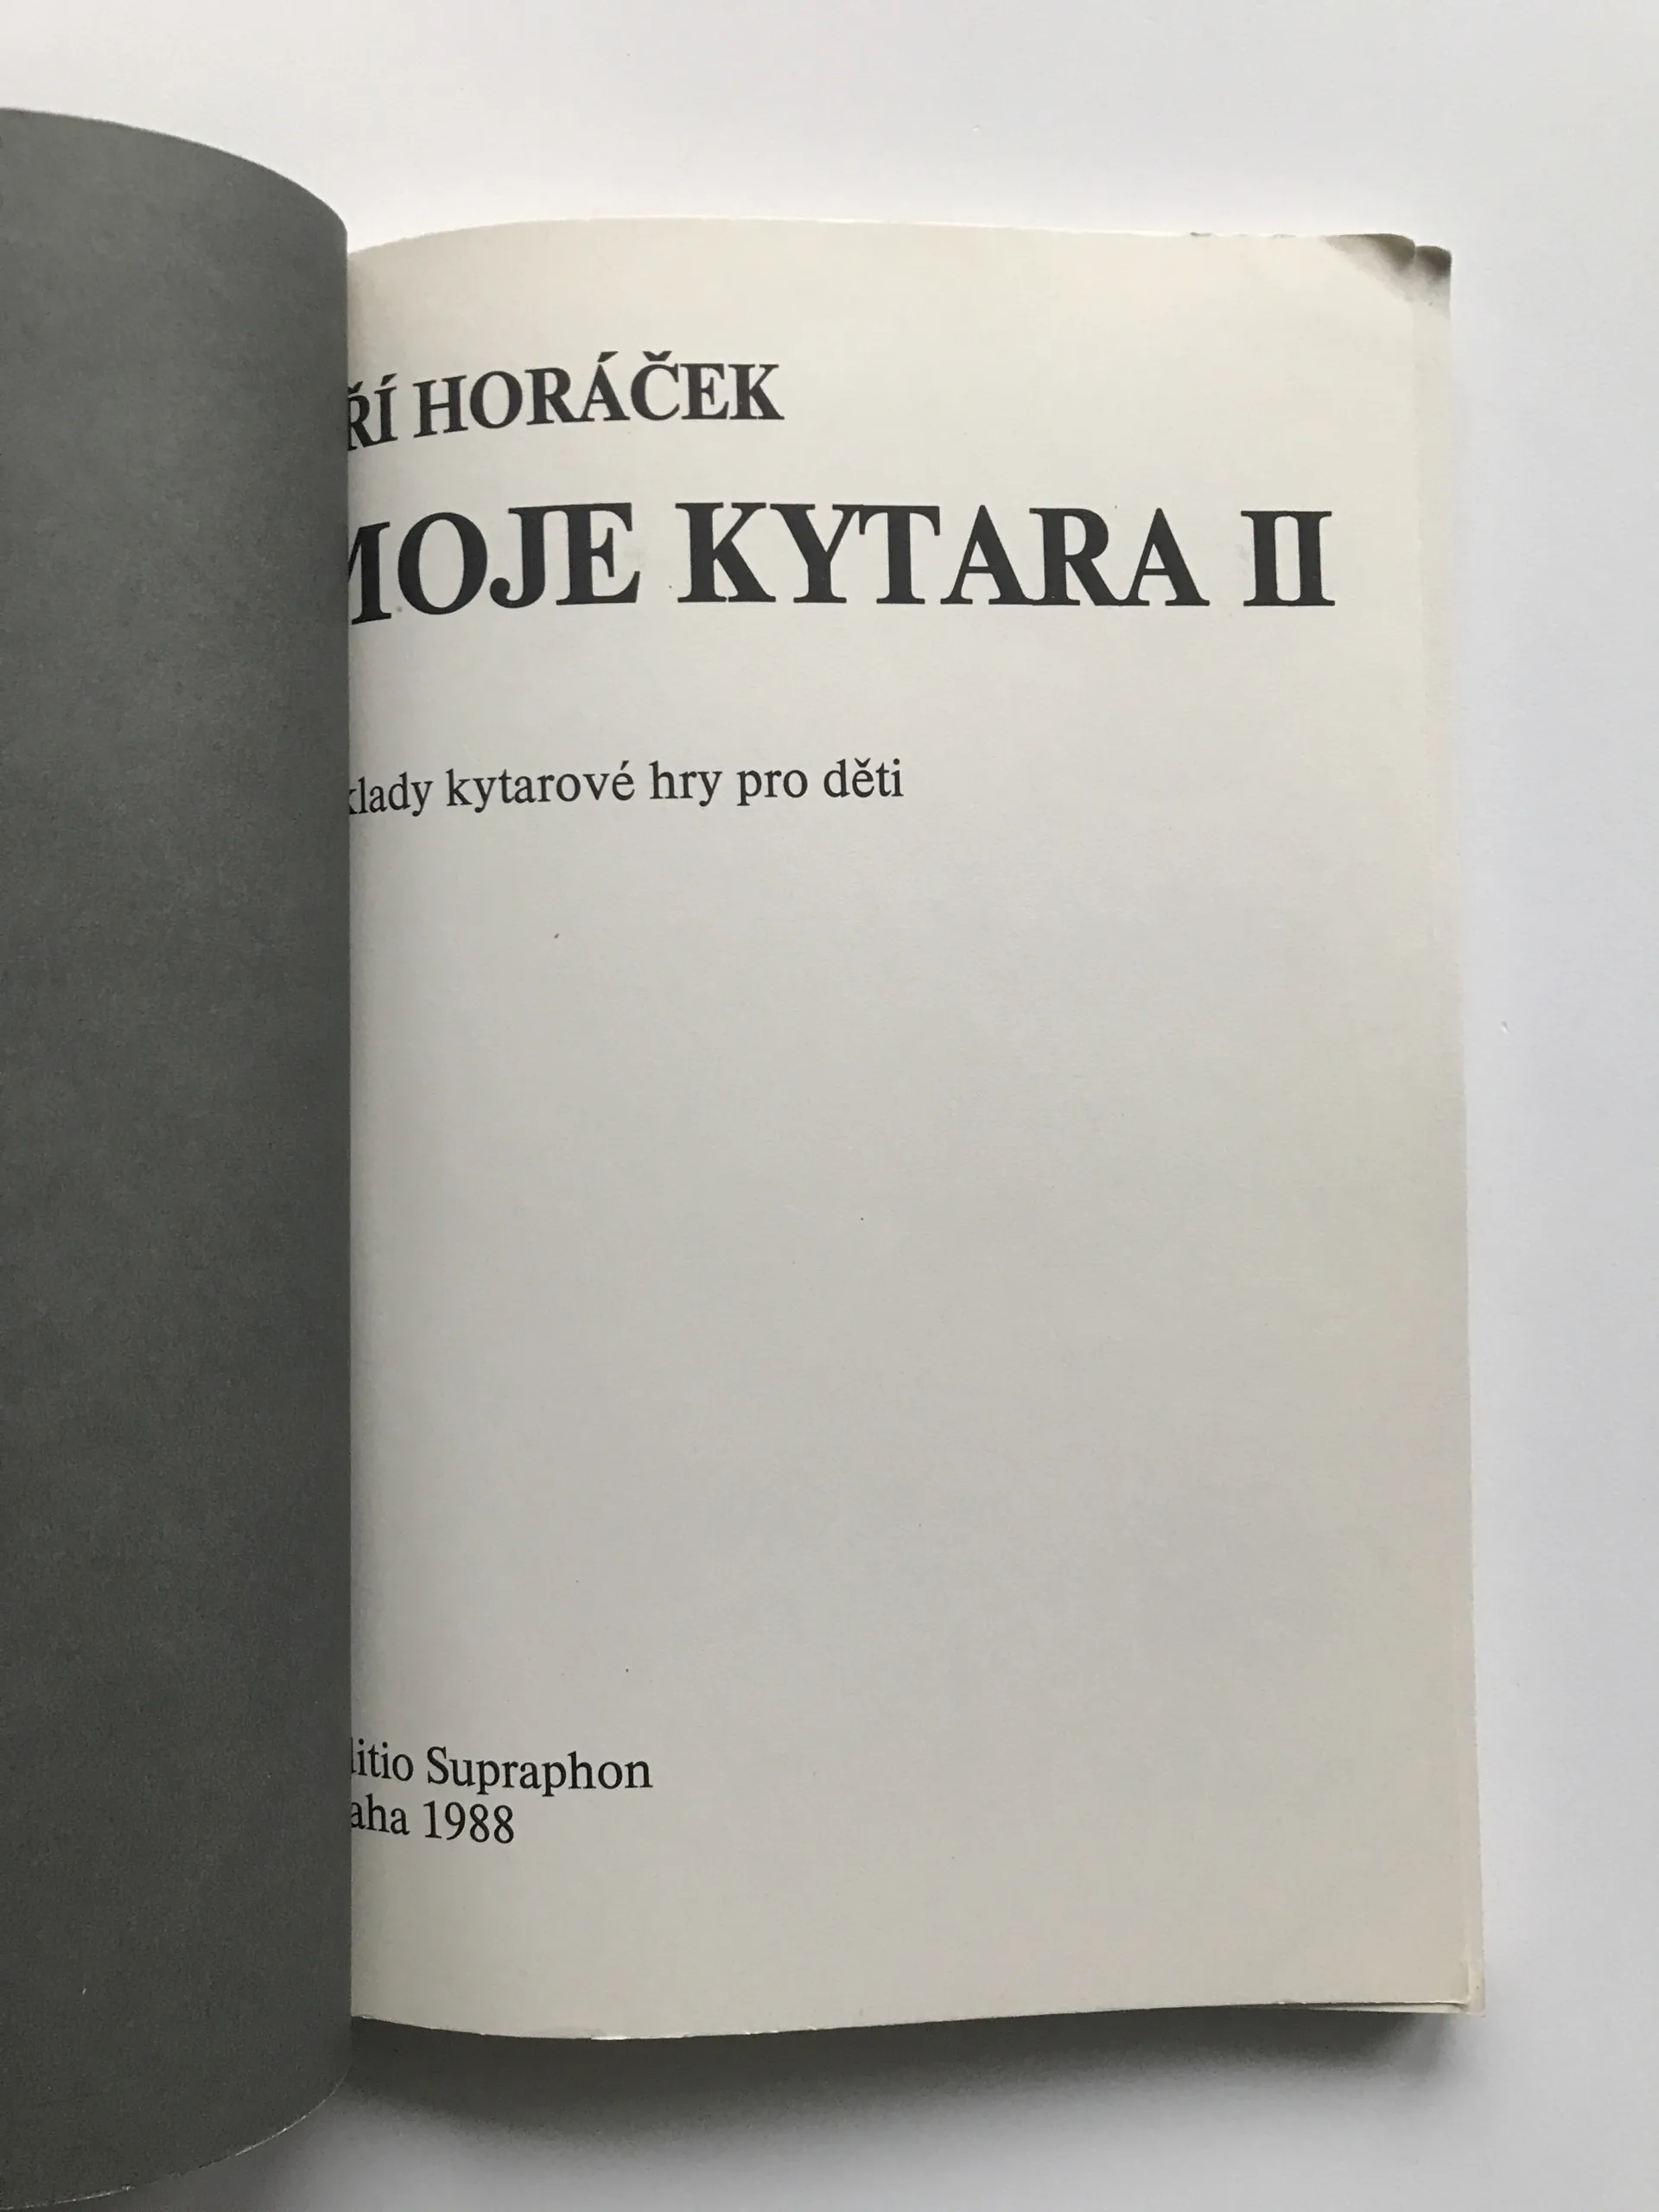 ŘÍ HORÁČEK
MOJE KYTARA II
klady kytarové hry pro děti
litio Supraphon
aha 1988